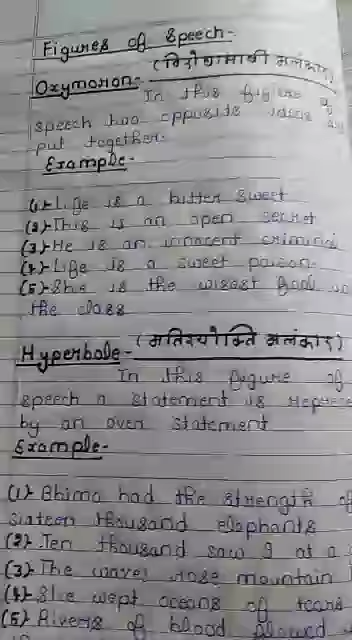 Figures of Speech-
Oxymoron- (विरोधाभाषी अलंकार)
In this figure of
speech two opposite ideas are
put together.
Example-
(1) Life is a bitter sweet
(2) This is an open secret
(3) He is an innocent criminal
(4) Life is a sweet poison.
(5) She is the wisest fool
the class
Hyperbole- (अतिश्योक्ति अलंकार)
In this figure of
speech a statement is
by an over statement
Example-
(1) Bhima had the strength of
sixteen thousand elephants
(2) Ten thousand saw I at a
(3) The waves rose mountain
(4) She wept oceans of tears
(5) Rivers of blood flowed